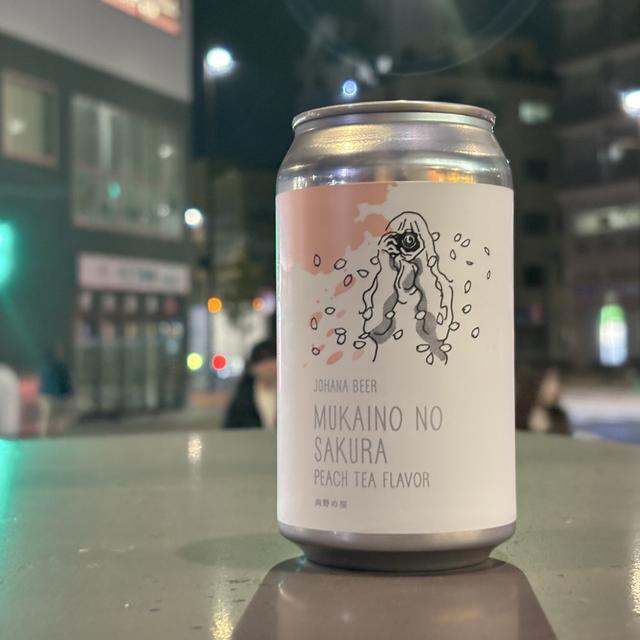 JOHANA BEER
MUKAINO NO
SAKURA
PEACH TEA FLAVOR
向野の桜